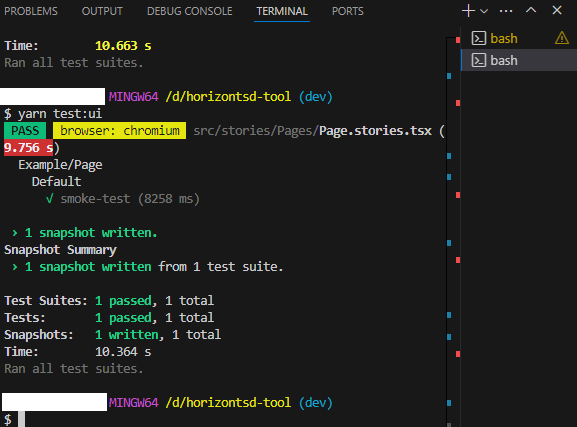 PROBLEMS OUTPUT DEBUG CONSOLE TERMINAL PORTS
bash
bash
Time:        10.663 s
Ran all test suites.
MINGW64 /d/horizontsd-tool (dev)
$ yarn test:ui
PASS browser: chromium src/stories/Pages/Page.stories.tsx (
9.756 s)
Example/Page
Default
√ smoke-test (8258 ms)
› 1 snapshot written.
Snapshot Summary
› 1 snapshot written from 1 test suite.
Test Suites: 1 passed, 1 total
Tests:       1 passed, 1 total
Snapshots:   1 written, 1 total
Time:        10.364 s
Ran all test suites.
MINGW64 /d/horizontsd-tool (dev)
$